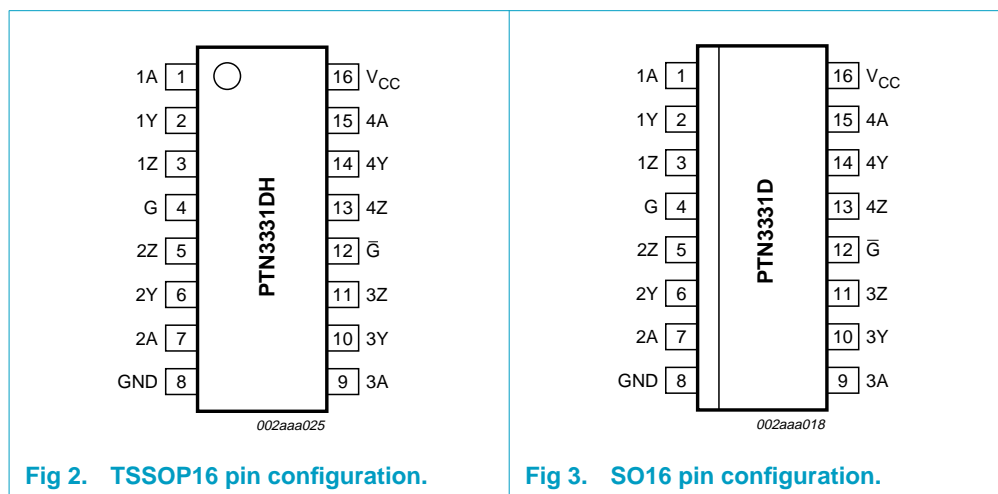 1A 1 16 VCC
1Y 2 15 4A
1Z 3 14 4Y
G 4 13 4Z
2Z 5 12 G̅
2Y 6 11 3Z
2A 7 10 3Y
GND 8 9 3A
PTN3331DH
002aaa025
Fig 2. TSSOP16 pin configuration.
1A 1 16 VCC
1Y 2 15 4A
1Z 3 14 4Y
G 4 13 4Z
2Z 5 12 G̅
2Y 6 11 3Z
2A 7 10 3Y
GND 8 9 3A
PTN3331D
002aaa018
Fig 3. SO16 pin configuration.